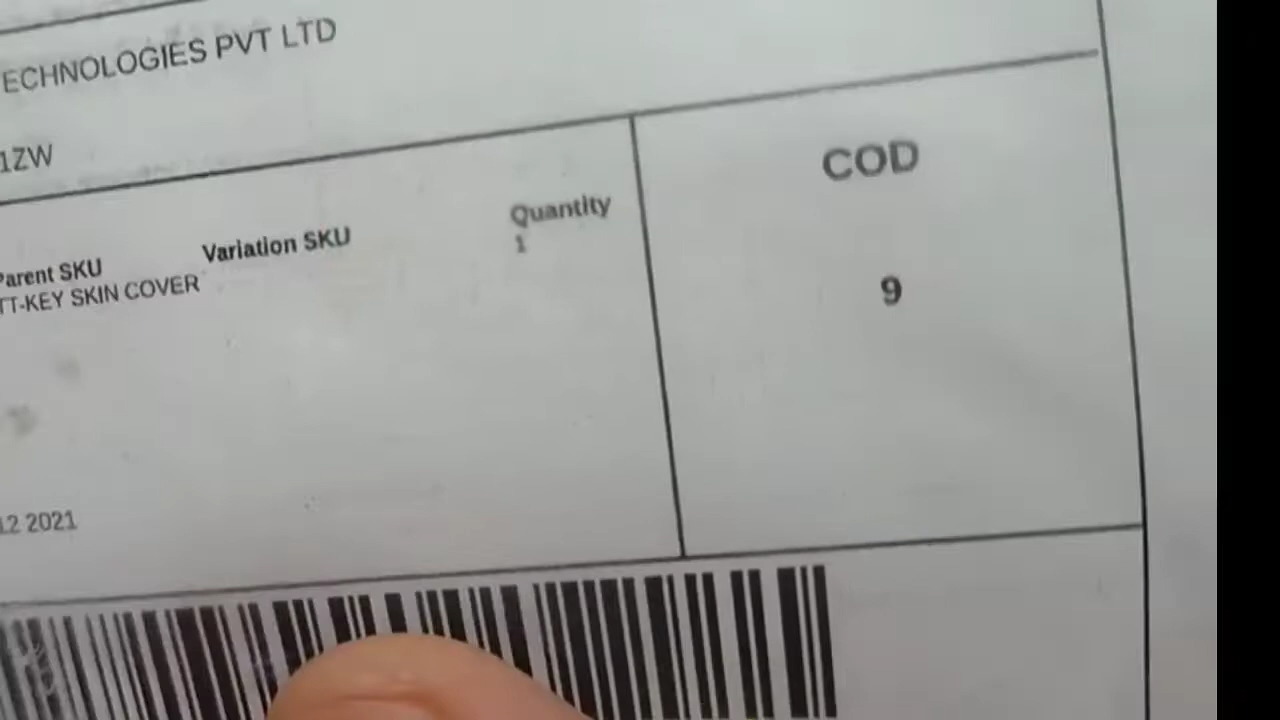 ECHNOLOGIES PVT LTD
1ZW
Parent SKU Variation SKU Quantity
TT-KEY SKIN COVER 1
COD
9
12 2021